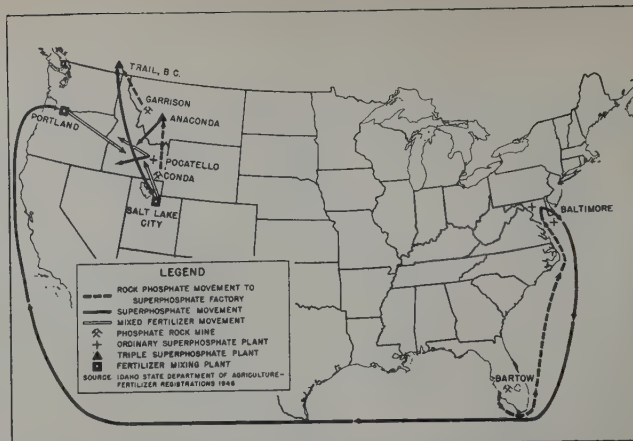 TRAIL, B.C.
GARRISON
ANACONDA
PORTLAND
POCATELLO
CONDA
SALT LAKE
CITY
BALTIMORE
BARTOW
LEGEND
ROCK PHOSPHATE MOVEMENT TO
SUPERPHOSPHATE FACTORY
SUPERPHOSPHATE MOVEMENT
MIXED FERTILIZER MOVEMENT
PHOSPHATE ROCK MINE
ORDINARY SUPERPHOSPHATE PLANT
TRIPLE SUPERPHOSPHATE PLANT
FERTILIZER MIXING PLANT
SOURCE IDAHO STATE DEPARTMENT OF AGRICULTURE-
FERTILIZER REGISTRATIONS 1946